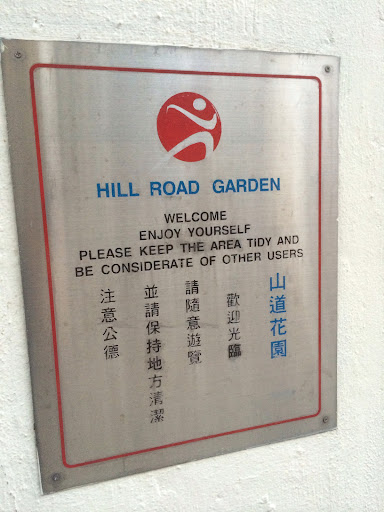 HILL ROAD GARDEN
WELCOME
ENJOY YOURSELF
PLEASE KEEP THE AREA TIDY AND
BE CONSIDERATE OF OTHER USERS
山道花園
歡迎光臨
請隨意遊覽
並請保持地方清潔
注意公德